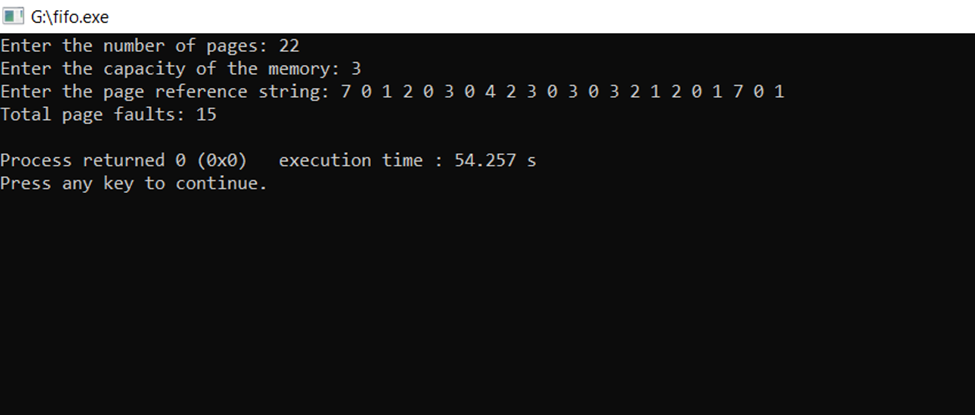 G:\fifo.exe
Enter the number of pages: 22
Enter the capacity of the memory: 3
Enter the page reference string: 7 0 1 2 0 3 0 4 2 3 0 3 0 3 2 1 2 0 1 7 0 1
Total page faults: 15
Process returned 0 (0x0)   execution time : 54.257 s
Press any key to continue.